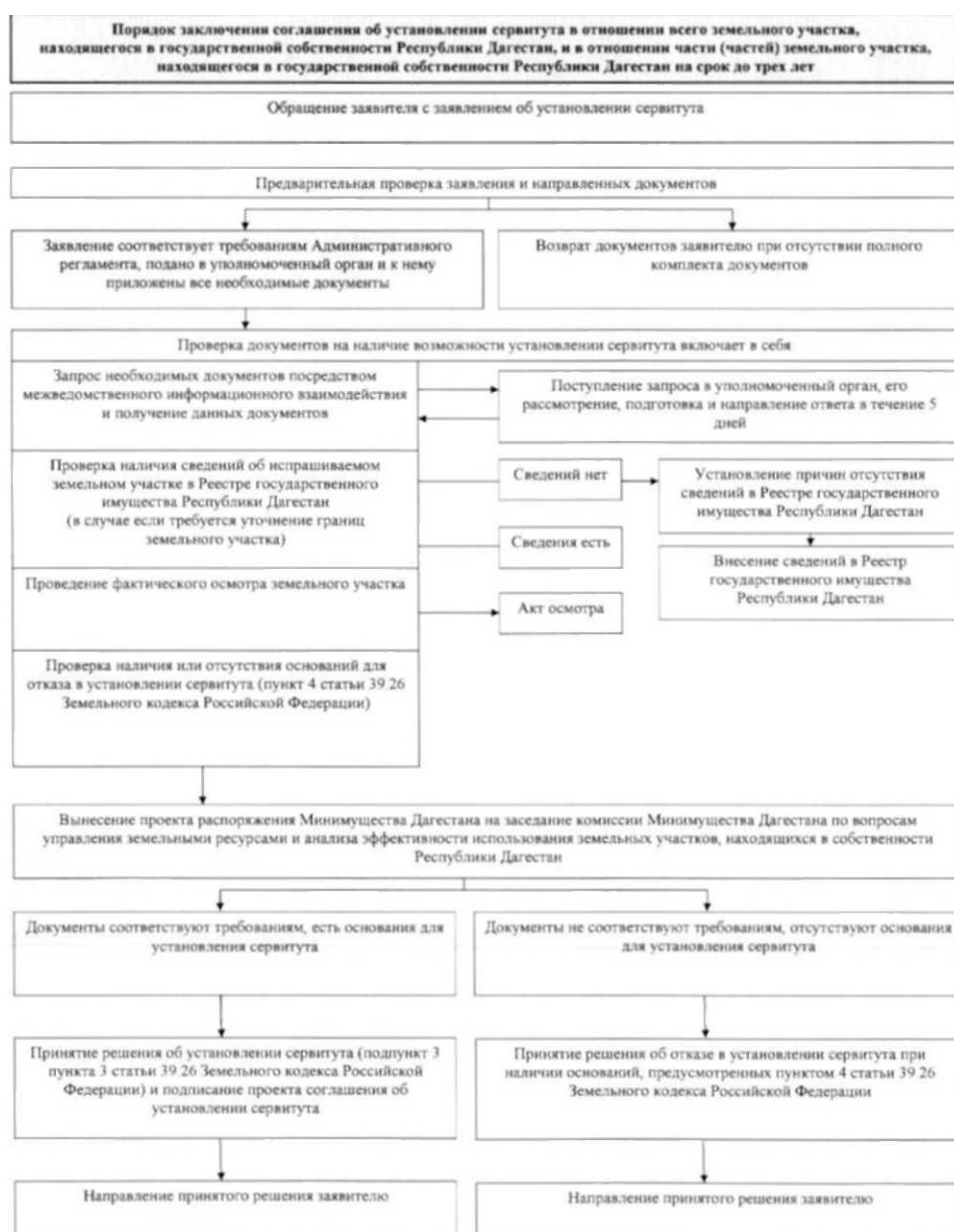 Порядок заключения соглашения об установлении сервитута в отношении всего земельного участка,
находящегося в государственной собственности Республики Дагестан, и в отношении части (частей) земельного участка,
находящегося в государственной собственности Республики Дагестан на срок до трех лет
Обращение заявителя с заявлением об установлении сервитута
Предварительная проверка заявления и направленных документов
Заявление соответствует требованиям Административного
регламента, подано в уполномоченный орган и к нему
приложены все необходимые документы
Возврат документов заявителю при отсутствии полного
комплекта документов
Проверка документов на наличие возможности установлении сервитута включает в себя
Запрос необходимых документов посредством
межведомственного информационного взаимодействия
и получение данных документов
Поступление запроса в уполномоченный орган, его
рассмотрение, подготовка и направление ответа в течение 5
дней
Проверка наличия сведений об испрашиваемом
земельном участке в Реестре государственного
имущества Республики Дагестан
(в случае если требуется уточнение границ
земельного участка)
Сведений нет
Установление причин отсутствия
сведений в Реестре государственного
имущества Республики Дагестан
Сведения есть
Внесение сведений в Реестр
государственного имущества
Республики Дагестан
Проведение фактического осмотра земельного участка
Акт осмотра
Проверка наличия или отсутствия оснований для
отказа в установлении сервитута (пункт 4 статьи 39.26
Земельного кодекса Российской Федерации)
Вынесение проекта распоряжения Минимущества Дагестана на заседание комиссии Минимущества Дагестана по вопросам
управления земельными ресурсами и анализа эффективности использования земельных участков, находящихся в собственности
Республики Дагестан
Документы соответствуют требованиям, есть основания для
установления сервитута
Документы не соответствуют требованиям, отсутствуют основания
для установления сервитута
Принятие решения об установлении сервитута (подпункт 3
пункта 3 статьи 39.26 Земельного кодекса Российской
Федерации) и подписание проекта соглашения об
установлении сервитута
Принятие решения об отказе в установлении сервитута при
наличии оснований, предусмотренных пунктом 4 статьи 39.26
Земельного кодекса Российской Федерации
Направление принятого решения заявителю
Направление принятого решения заявителю